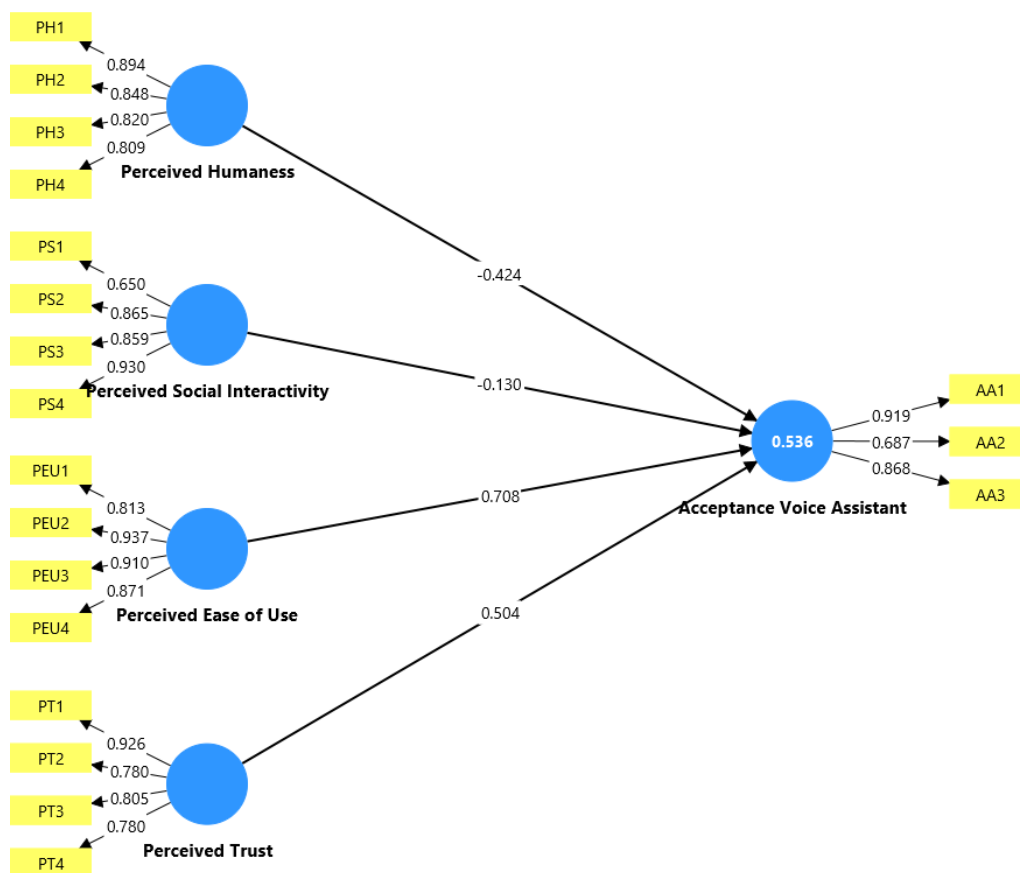 PH1
0.894
PH2
0.848
0.820
PH3
0.809
PH4
Perceived Humaness
PS1
0.650
PS2
0.865
0.859
PS3
0.930
PS4
Perceived Social Interactivity
PEU1
0.813
PEU2
0.937
0.910
PEU3
0.871
PEU4
Perceived Ease of Use
PT1
0.926
PT2
0.780
0.805
PT3
0.780
PT4
Perceived Trust
-0.424
-0.130
0.708
0.504
0.536
Acceptance Voice Assistant
0.919
0.687
0.868
AA1
AA2
AA3